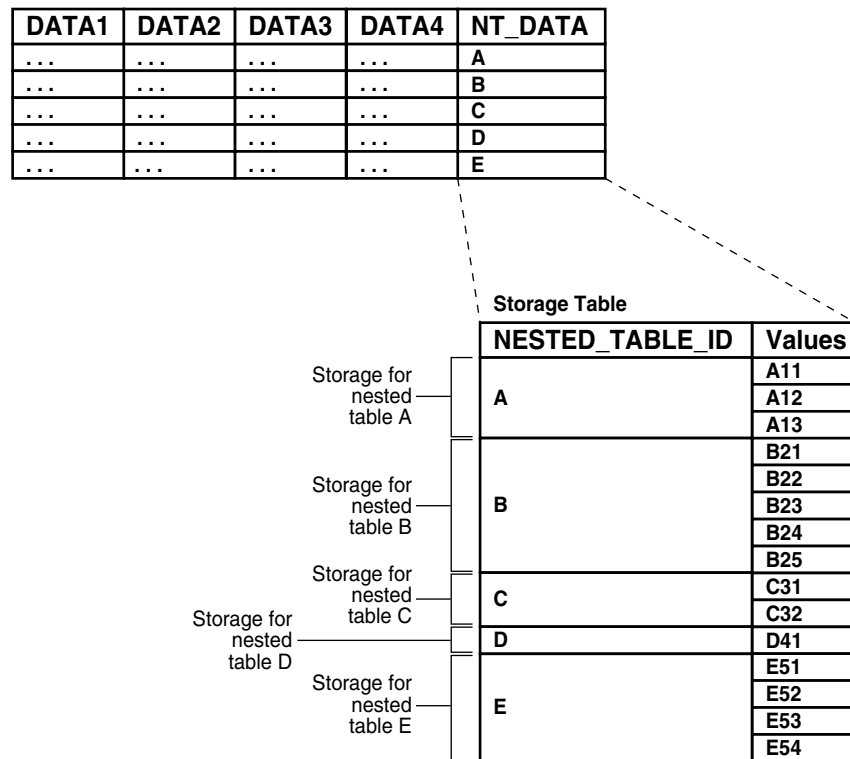 DATA1 DATA2 DATA3 DATA4 NT_DATA
. . . . . . . . . . . . A
. . . . . . . . . . . . B
. . . . . . . . . . . . C
. . . . . . . . . . . . D
. . . . . . . . . . . . E
Storage Table
NESTED_TABLE_ID Values
Storage for
nested
table A
A
A11
A12
A13
Storage for
nested
table B
B
B21
B22
B23
B24
B25
Storage for
nested
table C
C
C31
C32
Storage for
nested
table D
D
D41
Storage for
nested
table E
E
E51
E52
E53
E54